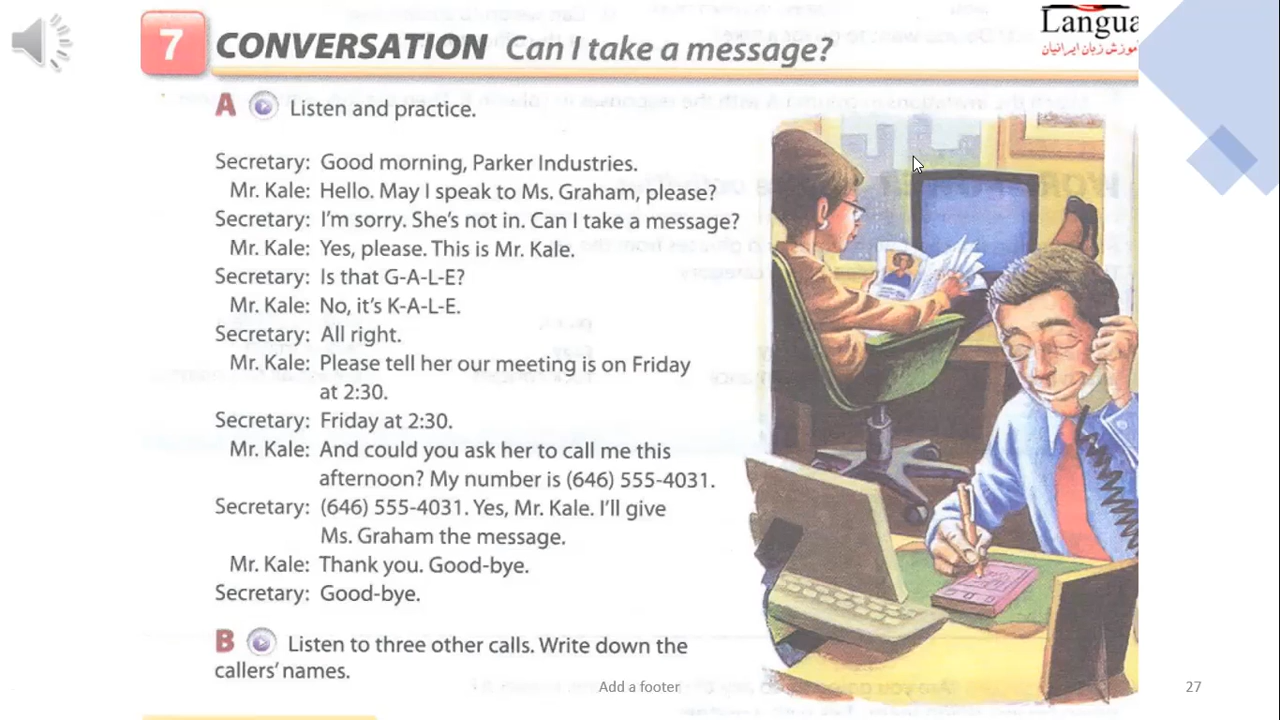 7 CONVERSATION Can I take a message?
Langua
موزش زبان ایرانیان
A Listen and practice.
Secretary: Good morning, Parker Industries.
Mr. Kale: Hello. May I speak to Ms. Graham, please?
Secretary: I'm sorry. She's not in. Can I take a message?
Mr. Kale: Yes, please. This is Mr. Kale.
Secretary: Is that G-A-L-E?
Mr. Kale: No, it's K-A-L-E.
Secretary: All right.
Mr. Kale: Please tell her our meeting is on Friday
at 2:30.
Secretary: Friday at 2:30.
Mr. Kale: And could you ask her to call me this
afternoon? My number is (646) 555-4031.
Secretary: (646) 555-4031. Yes, Mr. Kale. I'll give
Ms. Graham the message.
Mr. Kale: Thank you. Good-bye.
Secretary: Good-bye.
B Listen to three other calls. Write down the
callers' names.
Add a footer
27